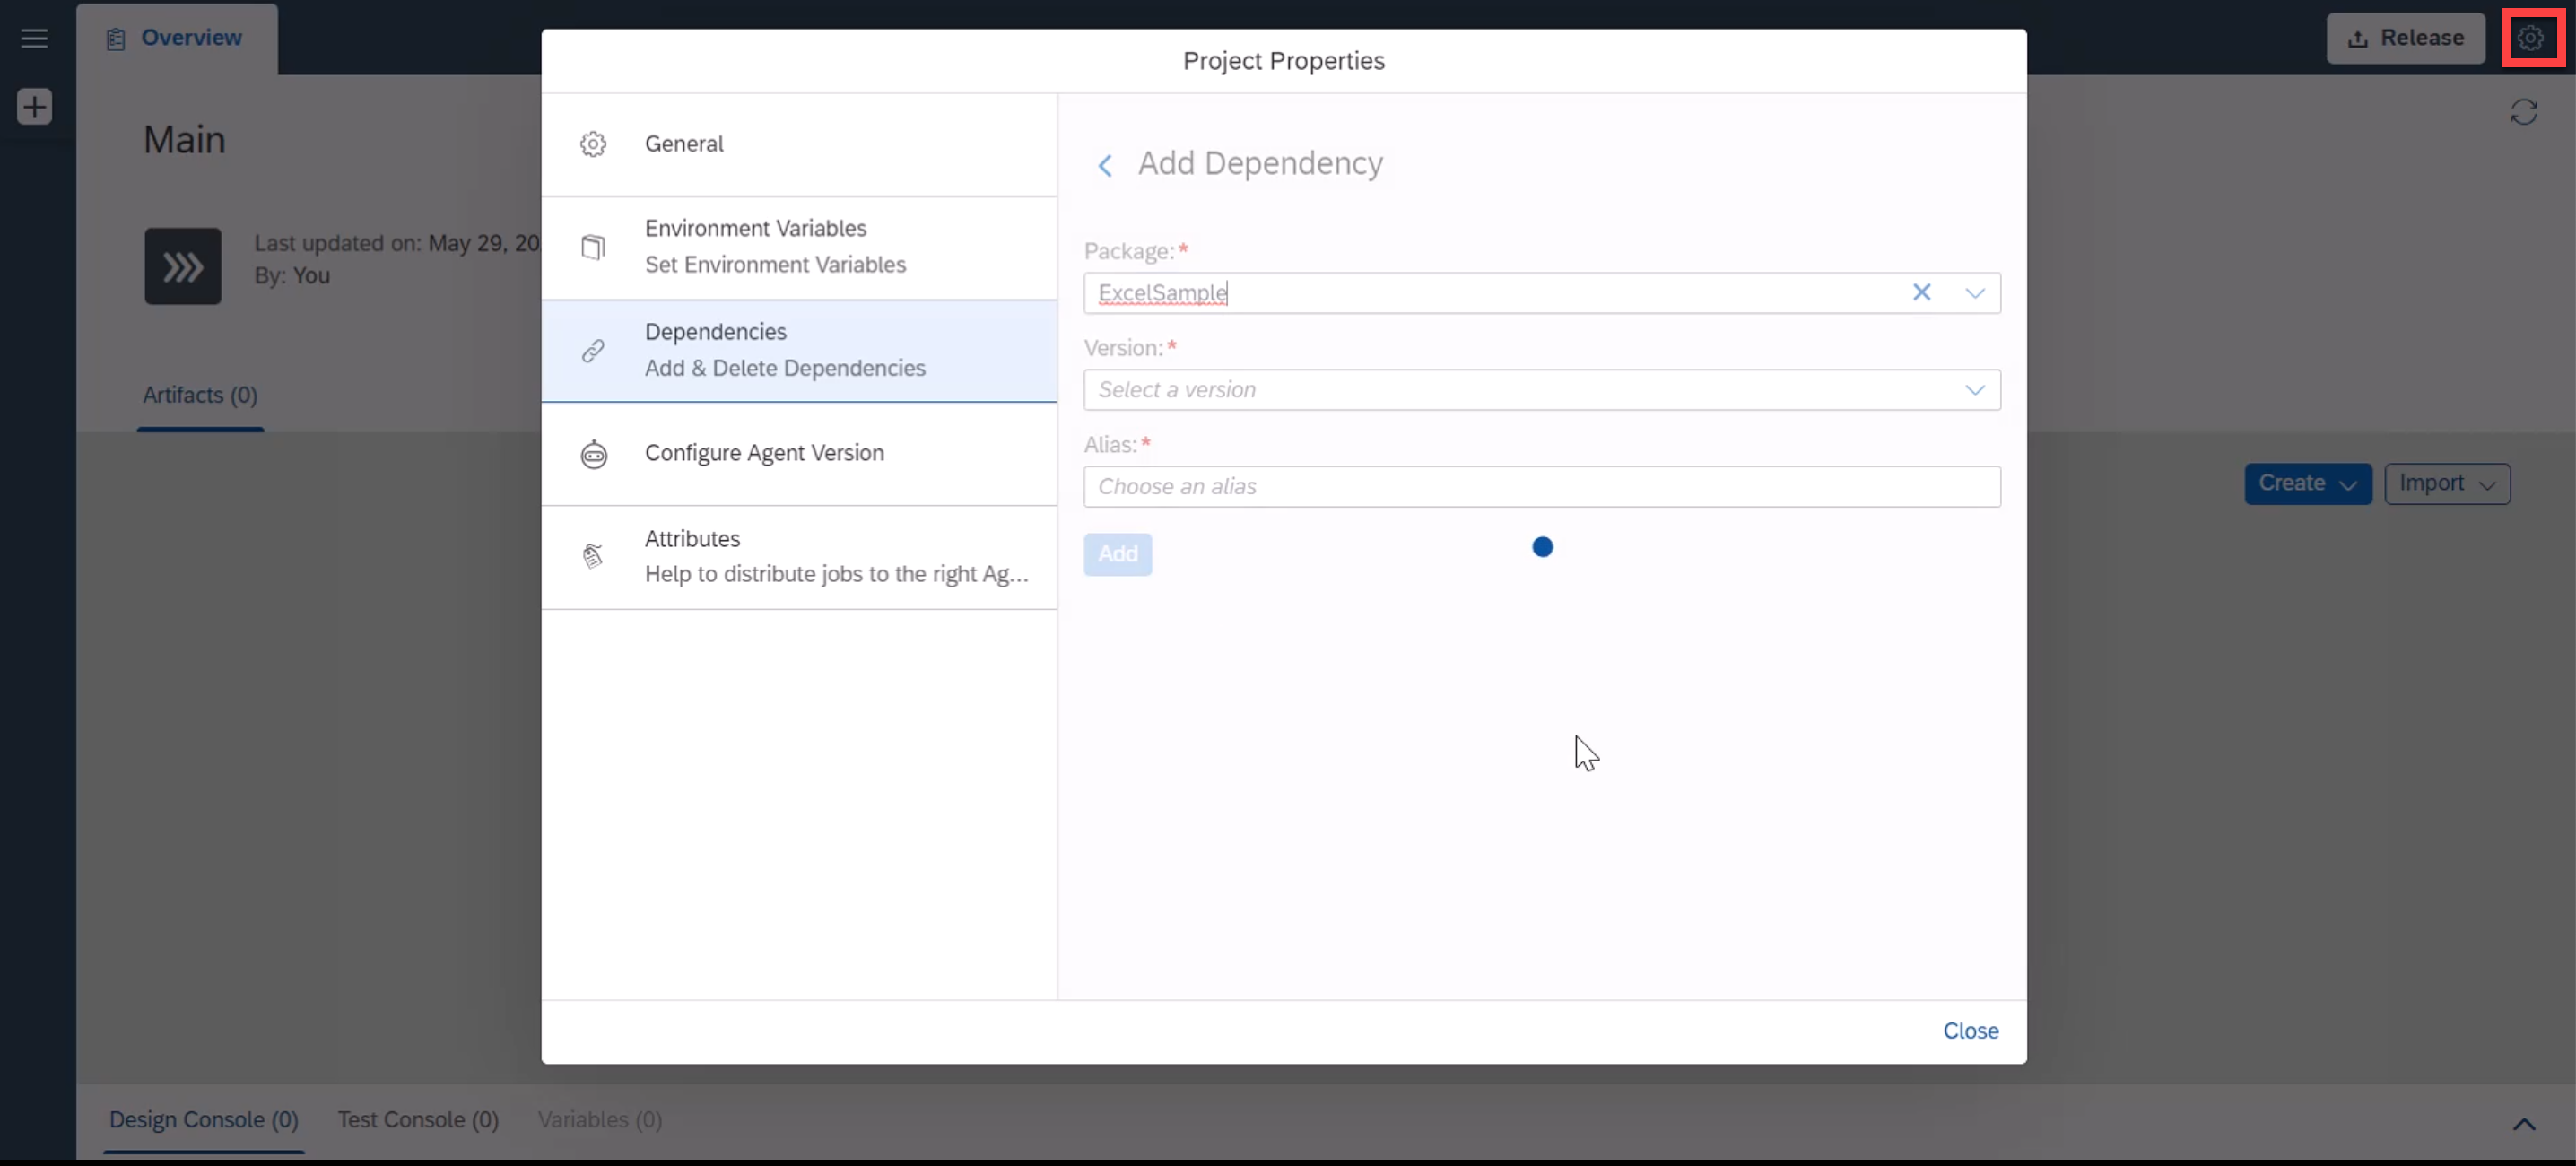 Overview
Release
Project Properties
Main
Last updated on: May 29, 20
By: You
Artifacts (0)
General
Environment Variables
Set Environment Variables
Dependencies
Add & Delete Dependencies
Configure Agent Version
Attributes
Help to distribute jobs to the right Ag...
Add Dependency
Package:*
ExcelSample
Version:*
Select a version
Alias:*
Choose an alias
Add
Create
Import
Close
Design Console (0)
Test Console (0)
Variables (0)